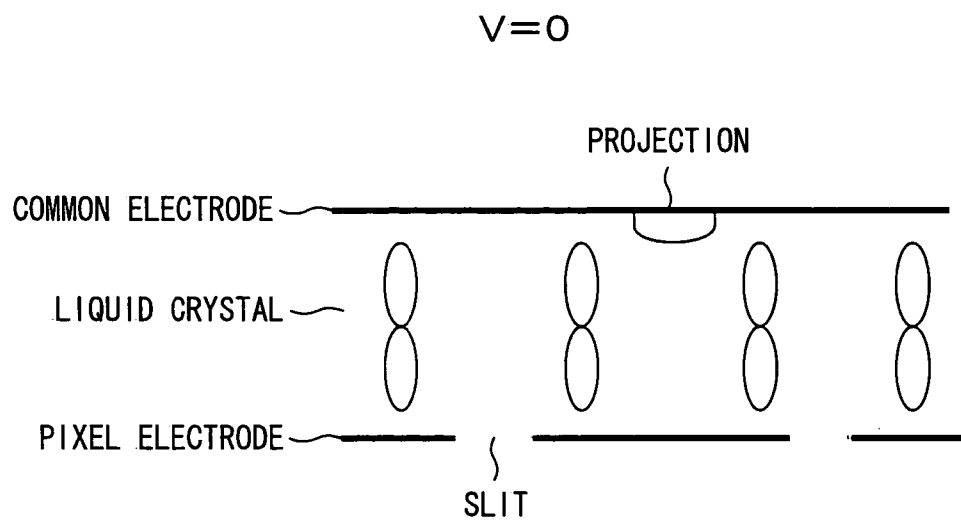 V=0
PROJECTION
COMMON ELECTRODE
LIQUID CRYSTAL
PIXEL ELECTRODE
SLIT